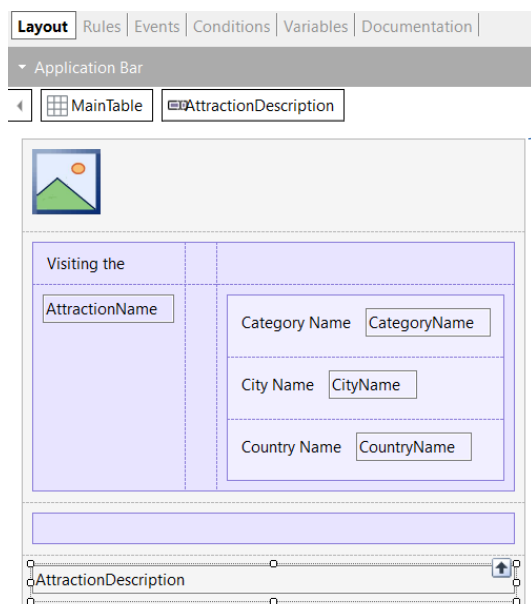 Layout Rules Events Conditions Variables Documentation
Application Bar
MainTable AttractionDescription
Visiting the
AttractionName
Category Name CategoryName
City Name CityName
Country Name CountryName
AttractionDescription